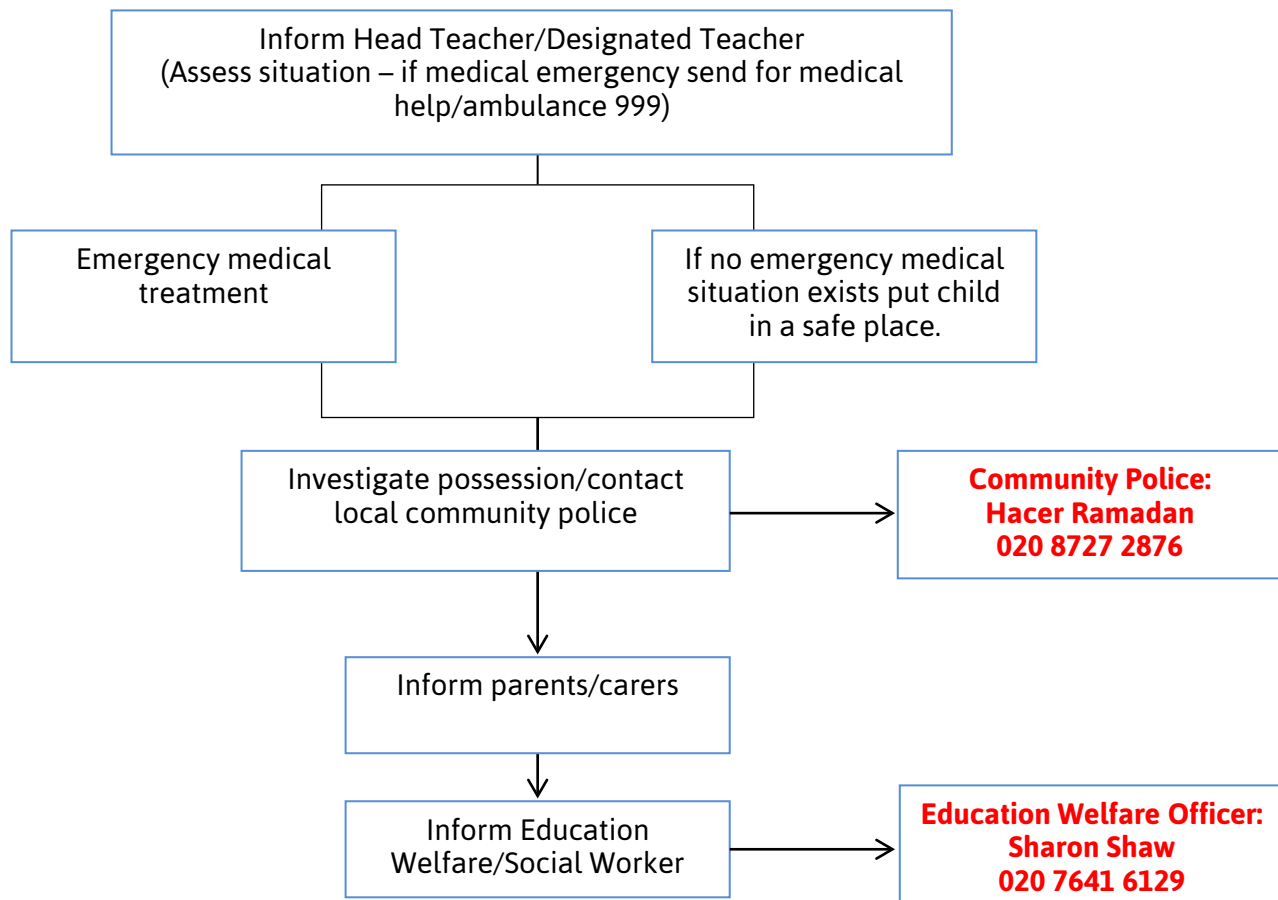 Inform Head Teacher/Designated Teacher
(Assess situation – if medical emergency send for medical
help/ambulance 999)
Emergency medical
treatment
If no emergency medical
situation exists put child
in a safe place.
Investigate possession/contact
local community police
Community Police:
Hacer Ramadan
020 8727 2876
Inform parents/carers
Inform Education
Welfare/Social Worker
Education Welfare Officer:
Sharon Shaw
020 7641 6129